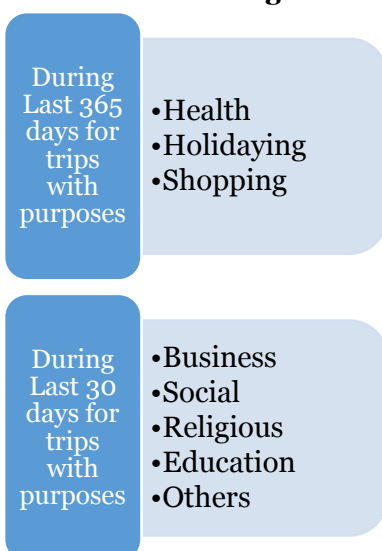 During
Last 365
days for
trips
with
purposes
•Health
•Holidaying
•Shopping
During
Last 30
days for
trips
with
purposes
•Business
•Social
•Religious
•Education
•Others